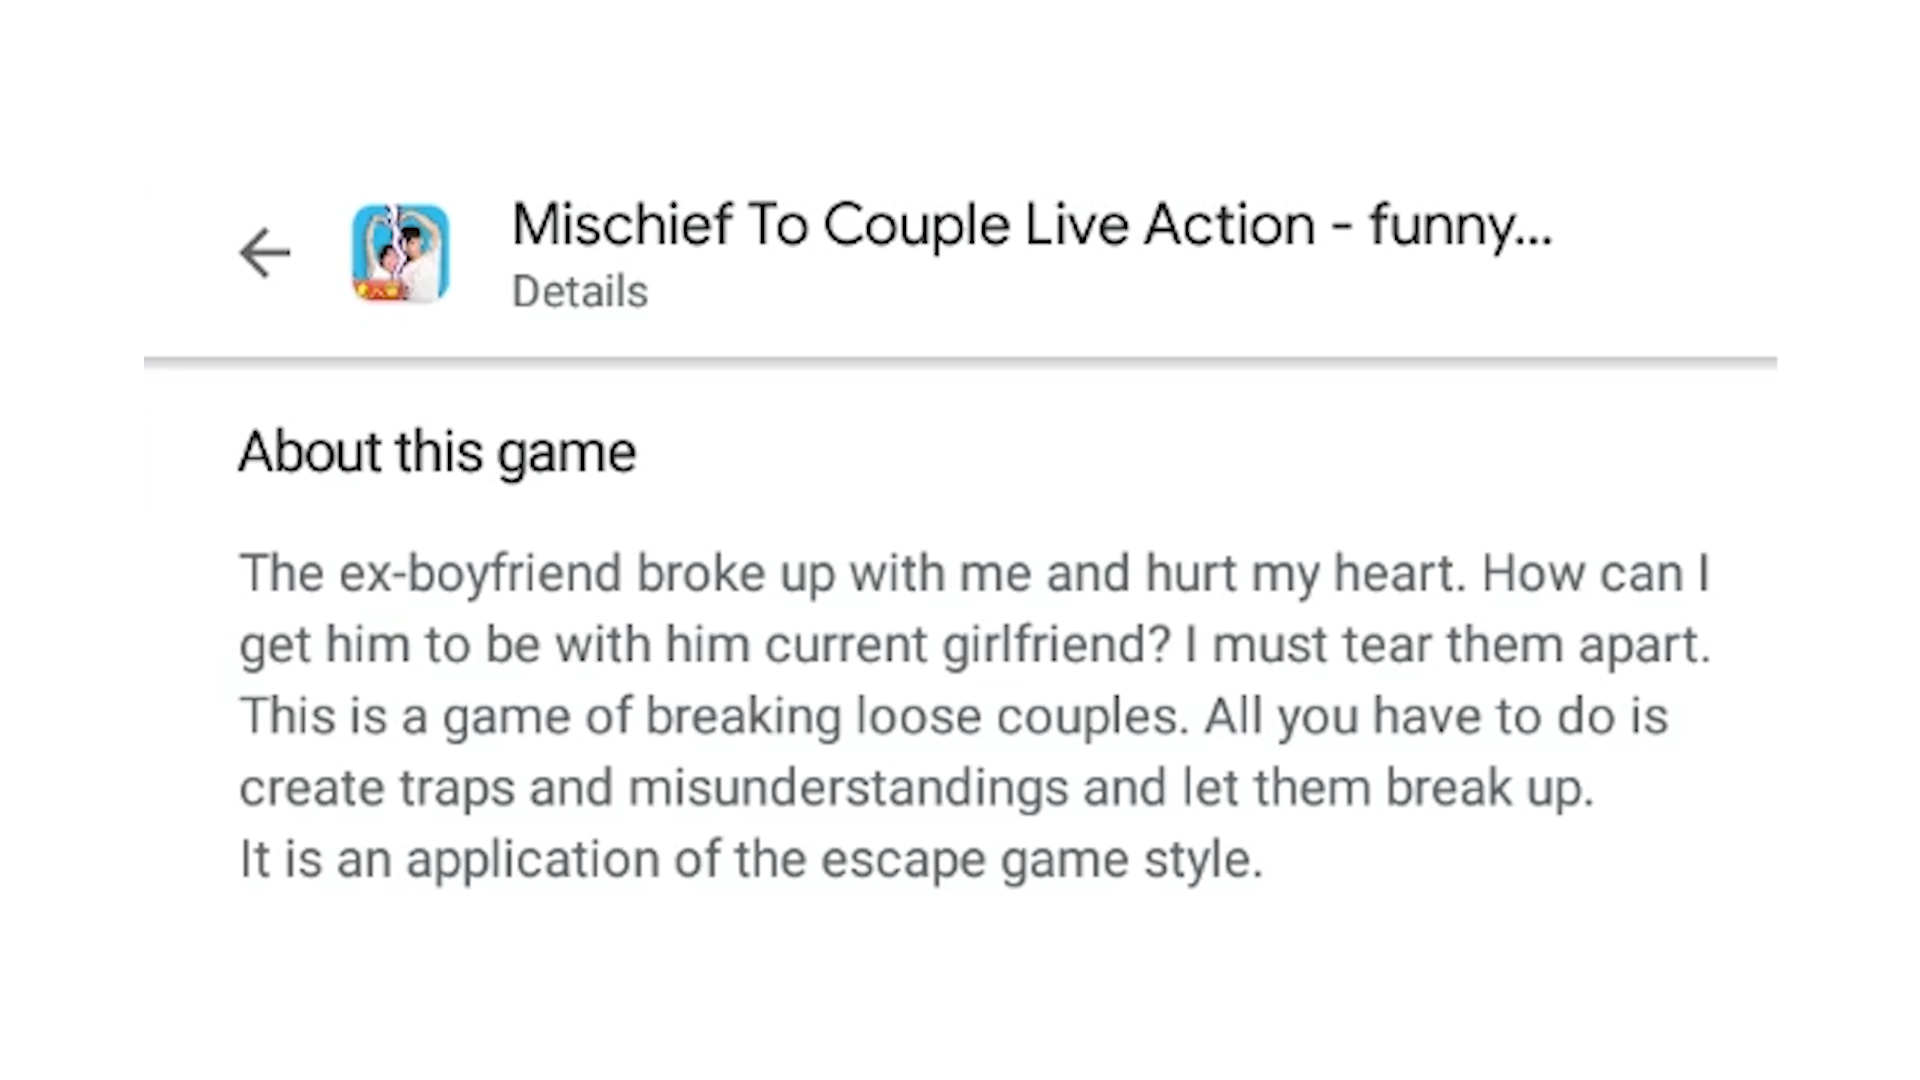 Mischief To Couple Live Action - funny...
Details
About this game
The ex-boyfriend broke up with me and hurt my heart. How can I
get him to be with him current girlfriend? I must tear them apart.
This is a game of breaking loose couples. All you have to do is
create traps and misunderstandings and let them break up.
It is an application of the escape game style.